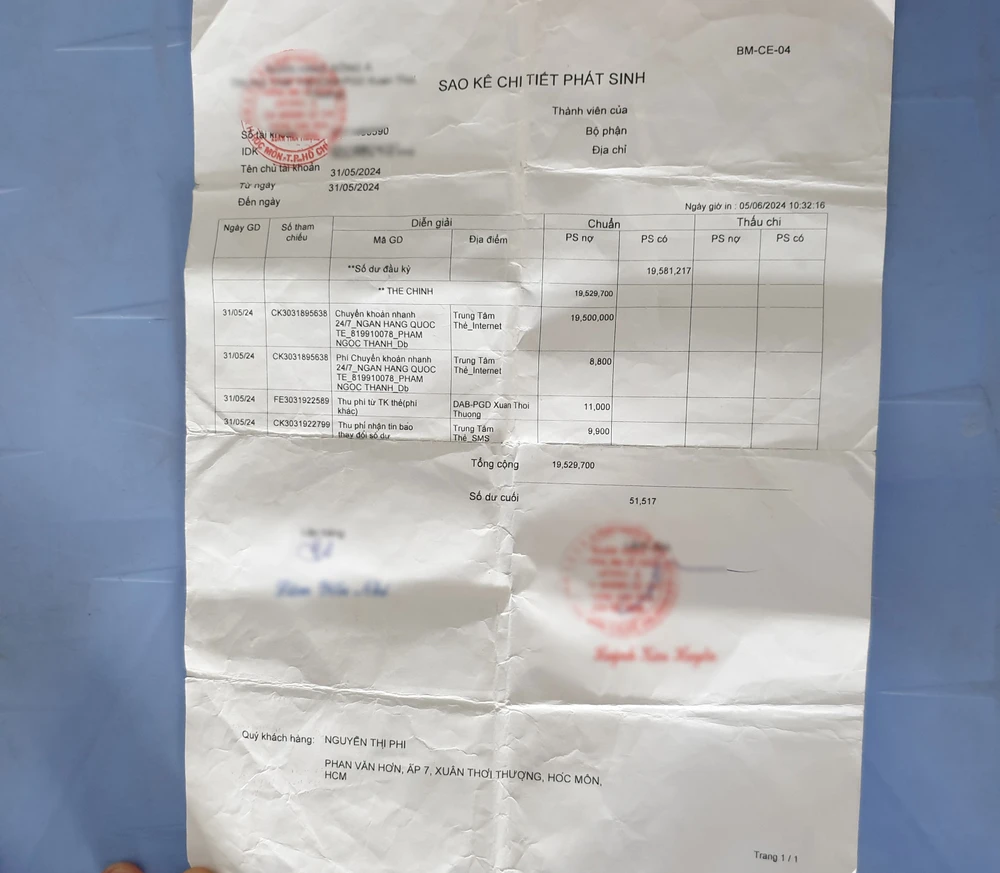 BM-CE-04
SAO KÊ CHI TIẾT PHÁT SINH
Thành viên của
Bộ phận
Địa chỉ
HÓC MÔN-T.P.HỒ CHÍ
Số tài
IDK
Tên chủ tài khoản 31/05/2024
Từ ngày 31/05/2024
Đến ngày
Ngày giờ in : 05/06/2024 10:32:16
Ngày GD Số tham chiếu Diễn giải Chuẩn Thấu chi
Mã GD Địa điểm PS nợ PS có PS nợ PS có
**Số dư đầu kỳ 19,581,217
** THE CHINH 19,529,700
31/05/24 CK3031895638 Chuyển khoản nhanh Trung Tâm 19,500,000
24/7_NGAN HANG QUOC Thẻ_Internet
TE_819910078_PHAM
NGOC THANH_Db
31/05/24 CK3031895638 Phí Chuyển khoản nhanh Trung Tâm 8,800
24/7_NGAN HANG QUOC Thẻ_Internet
TE_819910078_PHAM
NGOC THANH_Db
31/05/24 FE3031922589 Thu phí từ TK thẻ(phí DAB-PGD Xuan Thoi 11,000
khác) Thuong
31/05/24 CK3031922799 Thu phí nhận tin báo Trung Tâm 9,900
thay đổi số dư Thẻ_SMS
Tổng cộng 19,529,700
Số dư cuối 51,517
Quý khách hàng: NGUYỄN THỊ PHI
PHAN VĂN HỚN, ẤP 7, XUÂN THỚI THƯỢNG, HÓC MÔN,
HCM
Trang 1 / 1